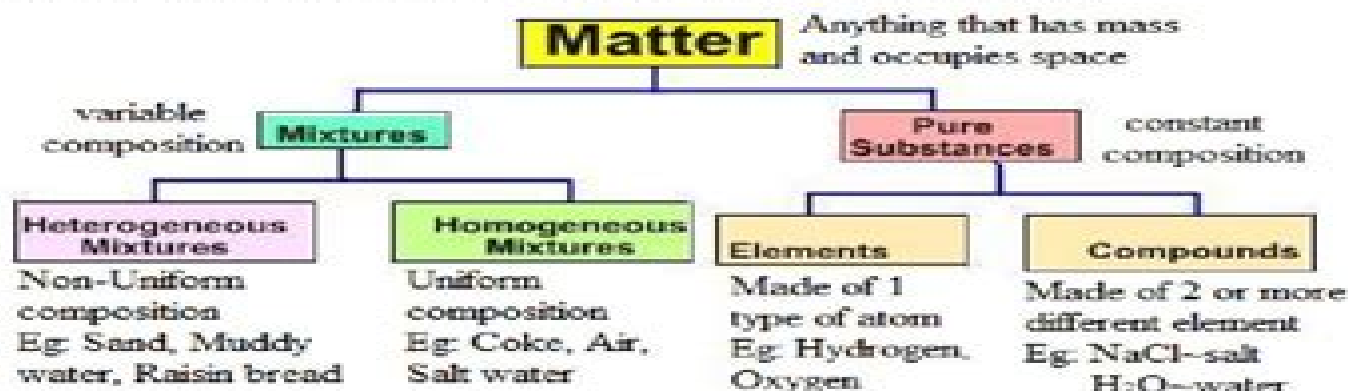 Matter
Anything that has mass
and occupies space
variable
composition
Mixtures
Pure
Substances
constant
composition
Heterogeneous
Mixtures
Non-Uniform
composition
Eg: Sand, Muddy
water, Raisin bread
Homogeneous
Mixtures
Uniform
composition
Eg: Coke, Air,
Salt water
Elements
Made of 1
type of atom
Eg: Hydrogen,
Oxygen
Compounds
Made of 2 or more
different element
Eg: NaCl-salt
H₂O-water